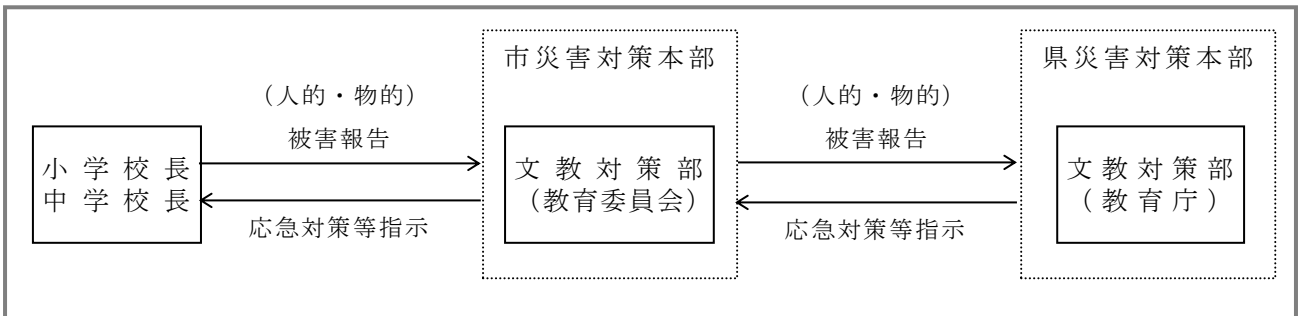 市災害対策本部
県災害対策本部
（人的・物的）
被害報告
（人的・物的）
被害報告
小学校長
中学校長
文教対策部
（教育委員会）
文教対策部
（教育庁）
応急対策等指示
応急対策等指示